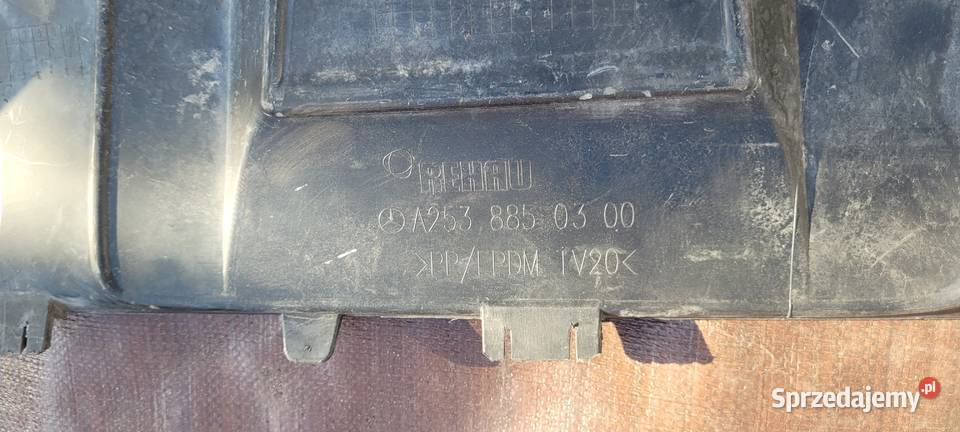 REHAU
A253 885 03 00
>PP/EPDM TV20<
Sprzedajemy.pl